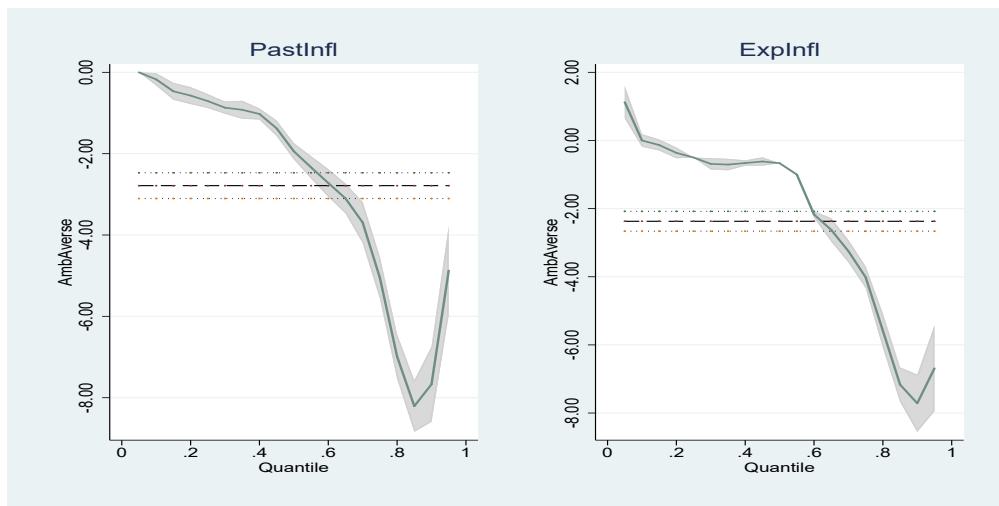 PastInfl
AmbAverse
0.00
-2.00
-4.00
-6.00
-8.00
0 .2 .4 .6 .8 1
Quantile
ExpInfl
AmbAverse
2.00
0.00
-2.00
-4.00
-6.00
-8.00
0 .2 .4 .6 .8 1
Quantile